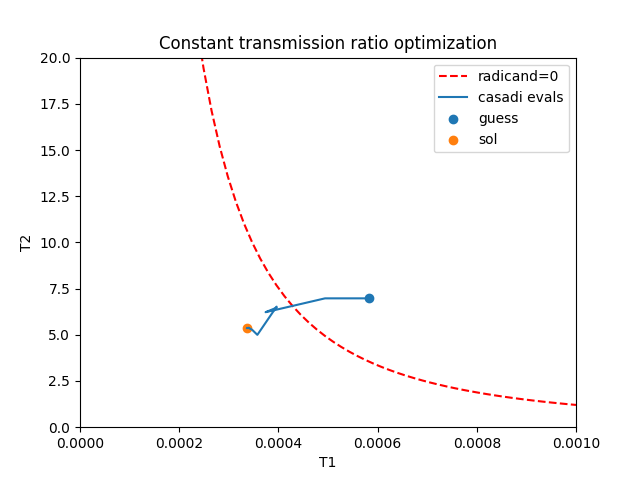 Constant transmission ratio optimization
radicand=0
casadi evals
guess
sol
20.0
17.5
15.0
12.5
10.0
7.5
5.0
2.5
0.0
T2
0.0000
0.0002
0.0004
0.0006
0.0008
0.0010
T1